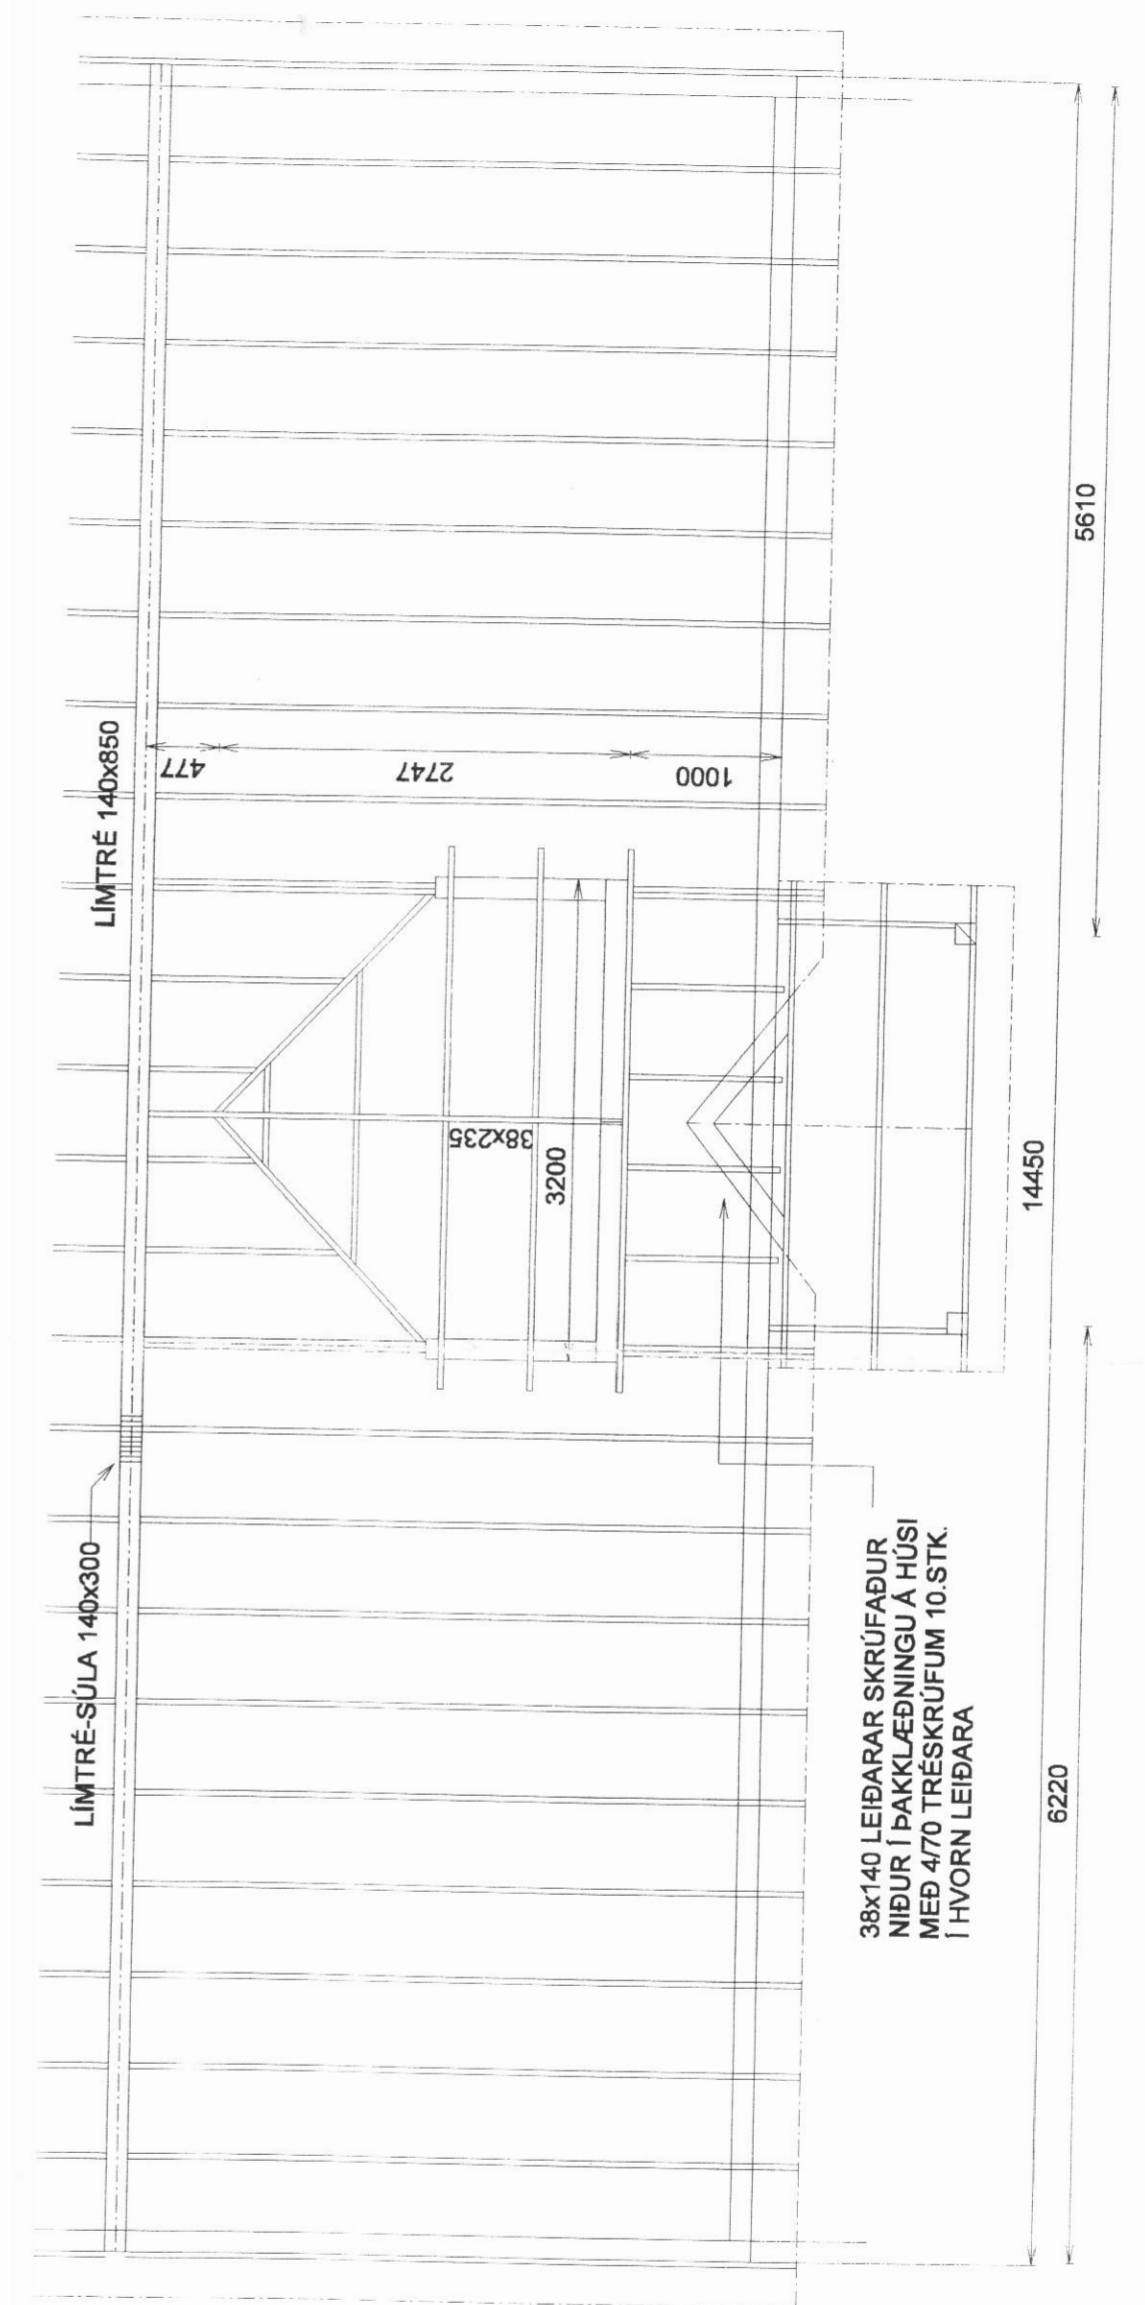 LÍMTRÉ-SÚLA 140x300
LÍMTRÉ 140x850
477
2747
1000
38x235
3200
38x140 LEIÐARAR SKRÚFAÐUR
NIÐUR Í ÞAKKLÆÐNINGU Á HÚSI
MEÐ 4/70 TRÉSKRÚFUM 10.STK.
Í HVORN LEIÐARA
14450
6220
5610